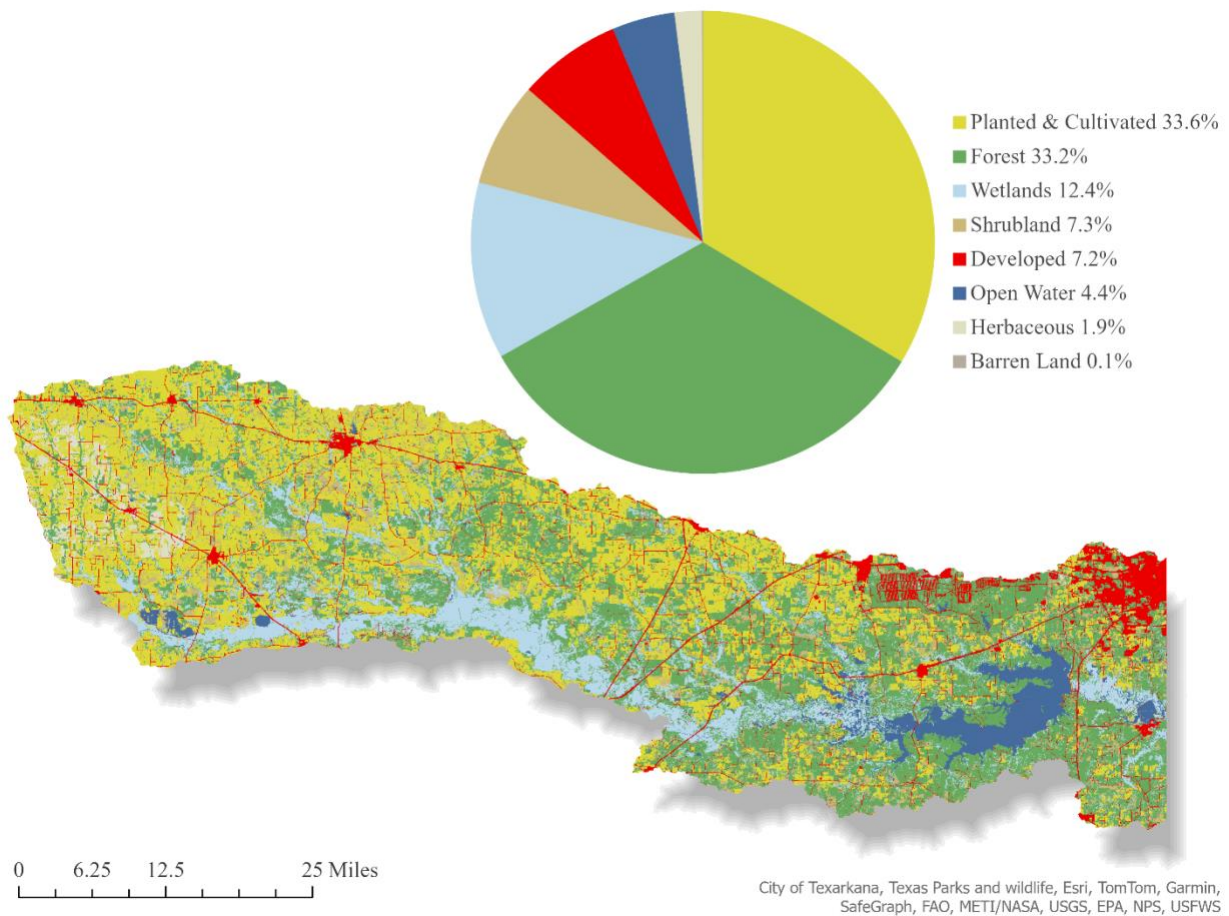 Planted & Cultivated 33.6%
Forest 33.2%
Wetlands 12.4%
Shrubland 7.3%
Developed 7.2%
Open Water 4.4%
Herbaceous 1.9%
Barren Land 0.1%
0 6.25 12.5 25 Miles
City of Texarkana, Texas Parks and wildlife, Esri, TomTom, Garmin,
SafeGraph, FAO, METI/NASA, USGS, EPA, NPS, USFWS